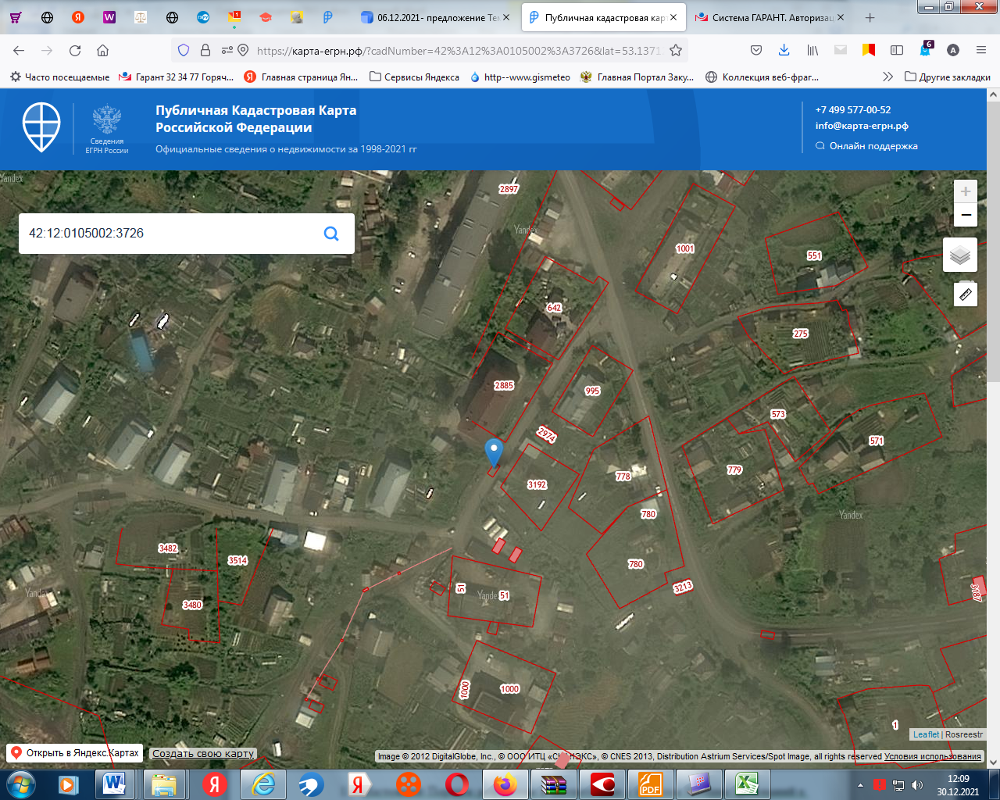 06.12.2021- предложение Тем
Публичная кадастровая карт
Система ГАРАНТ. Авторизац
https://карта-егрн.рф/?cadNumber=42%3A12%3A0105002%3A3726&lat=53.1371
6
Часто посещаемые
Гарант 32 34 77 Горяч...
Главная страница Ян...
Сервисы Яндекса
http--www.gismeteo
Главная Портал Заку...
Коллекция веб-фраг...
Другие закладки
Сведения
ЕГРН России
Публичная Кадастровая Карта
Российской Федерации
Официальные сведения о недвижимости за 1998-2021 гг
+7 499 577-00-52
info@карта-егрн.рф
Онлайн поддержка
Yandex
2897
42:12:0105002:3726
Yandex
1001
551
642
275
2885
995
573
2974
571
3192
778
779
780
Yandex
3482
3514
780
3213
3187
Yandex
3480
51
Yandex
51
1000
1000
1
Leaflet | Rosreestr
Открыть в Яндекс.Картах
Создать свою карту
Image © 2012 DigitalGlobe, Inc., © ООО ИТЦ «СКАНЭКС», © CNES 2013, Distribution Astrium Services/Spot Image, all rights reserved Условия использования
12:09
30.12.2021